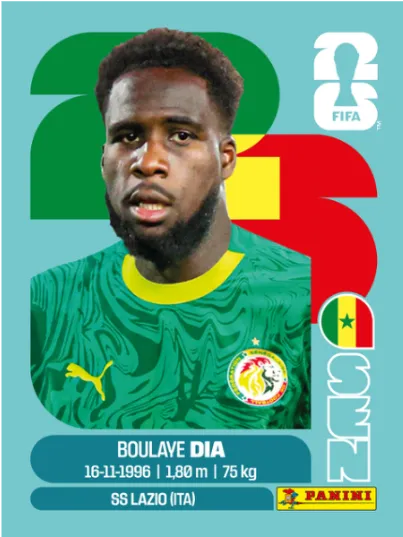 26
FIFA
SEN
BOULAYE DIA
16-11-1996 | 1,80 m | 75 kg
SS LAZIO (ITA)
PANINI